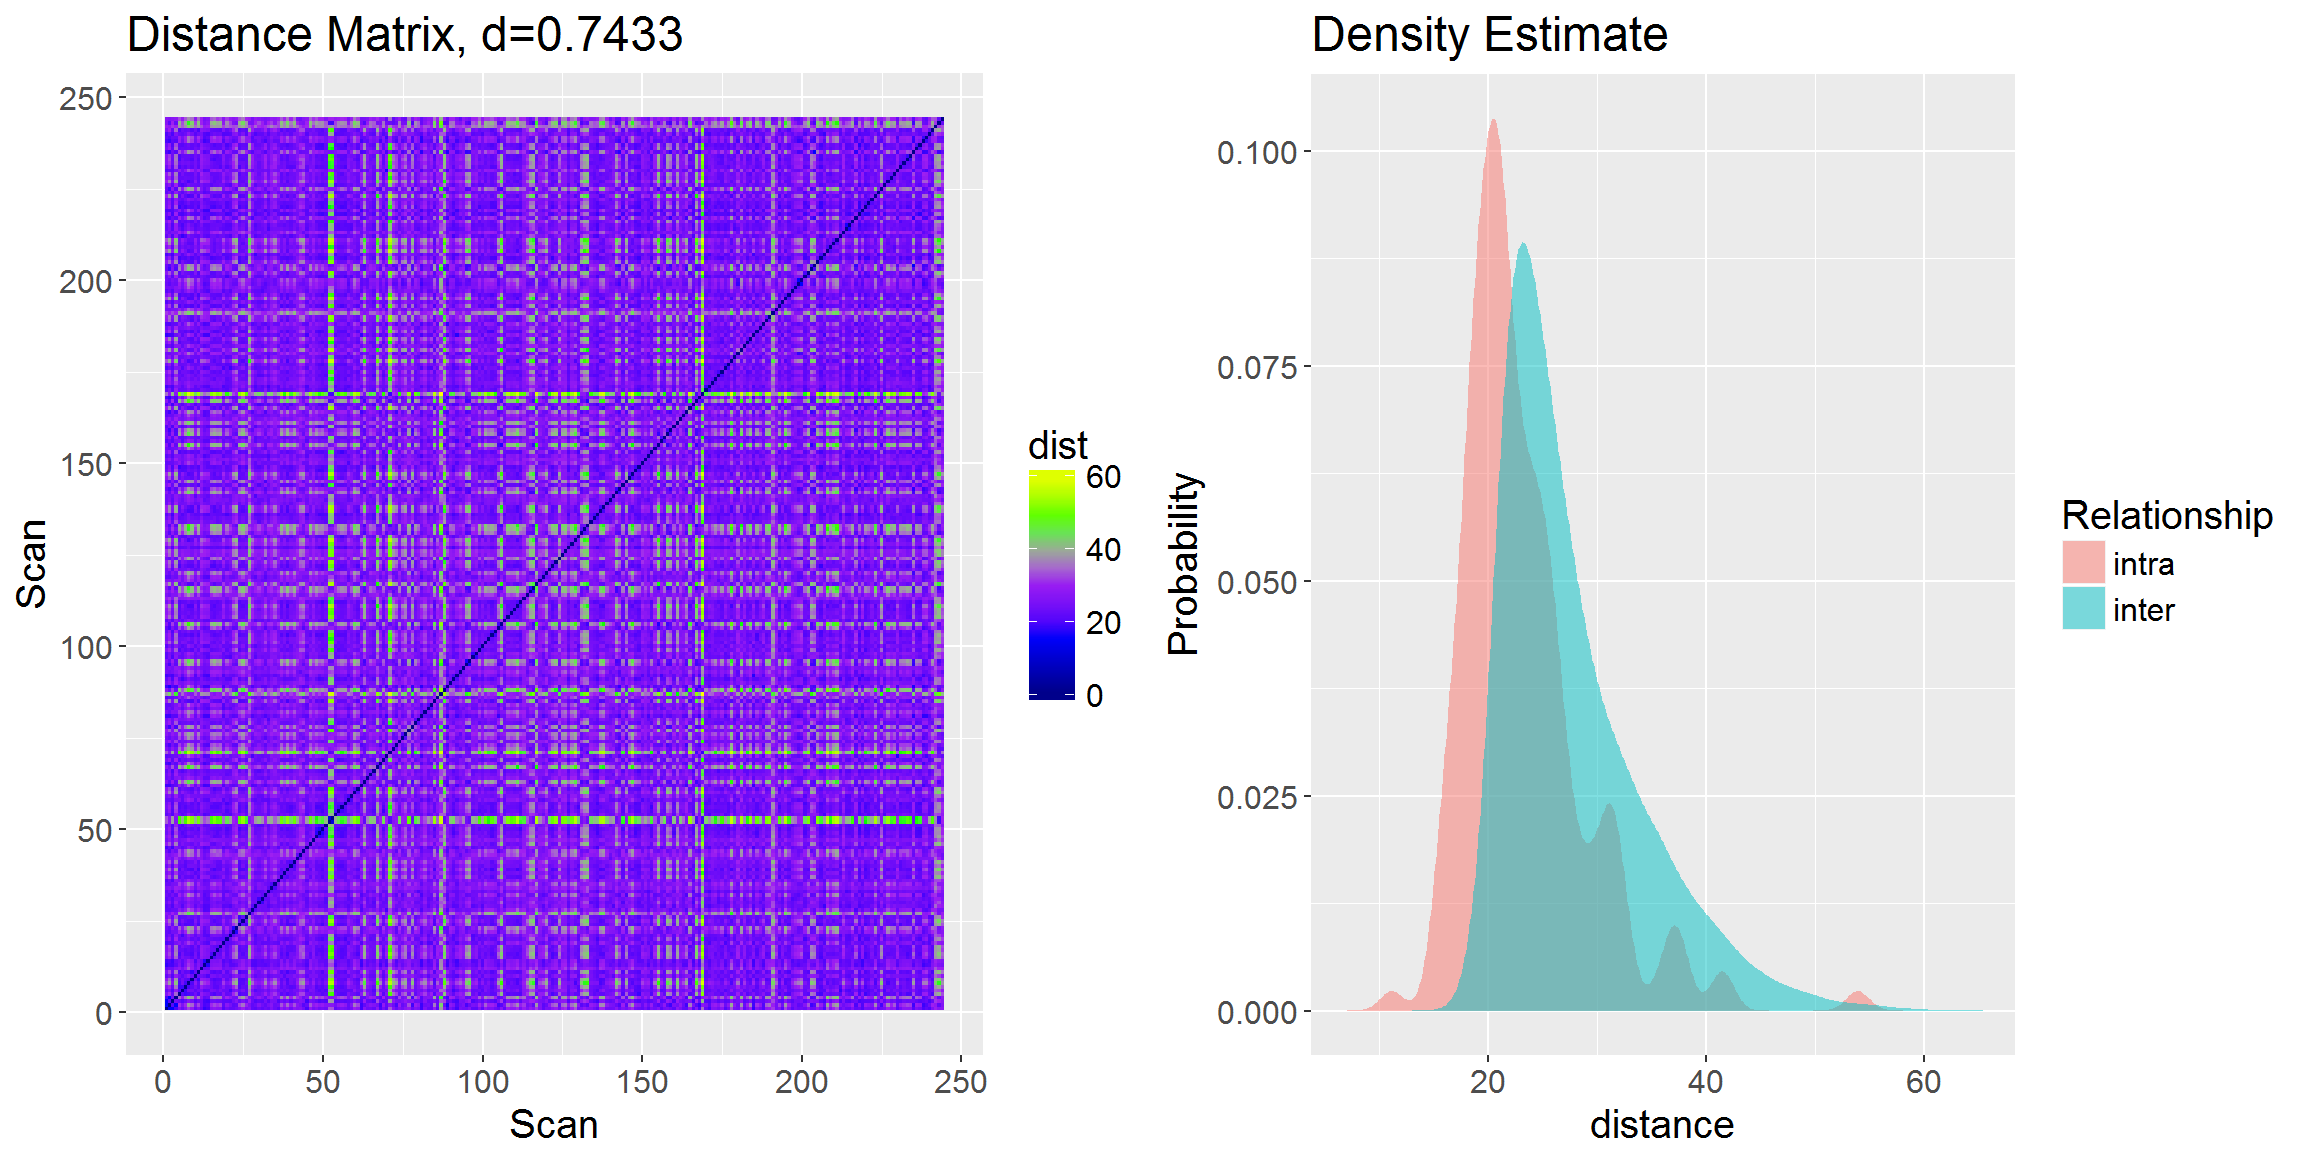 Distance Matrix, d=0.7433
250
200
150
100
50
0
Scan
0 50 100 150 200 250
Scan
dist
60
40
20
0
Density Estimate
0.100
0.075
0.050
0.025
0.000
Probability
20 40 60
distance
Relationship
intra
inter